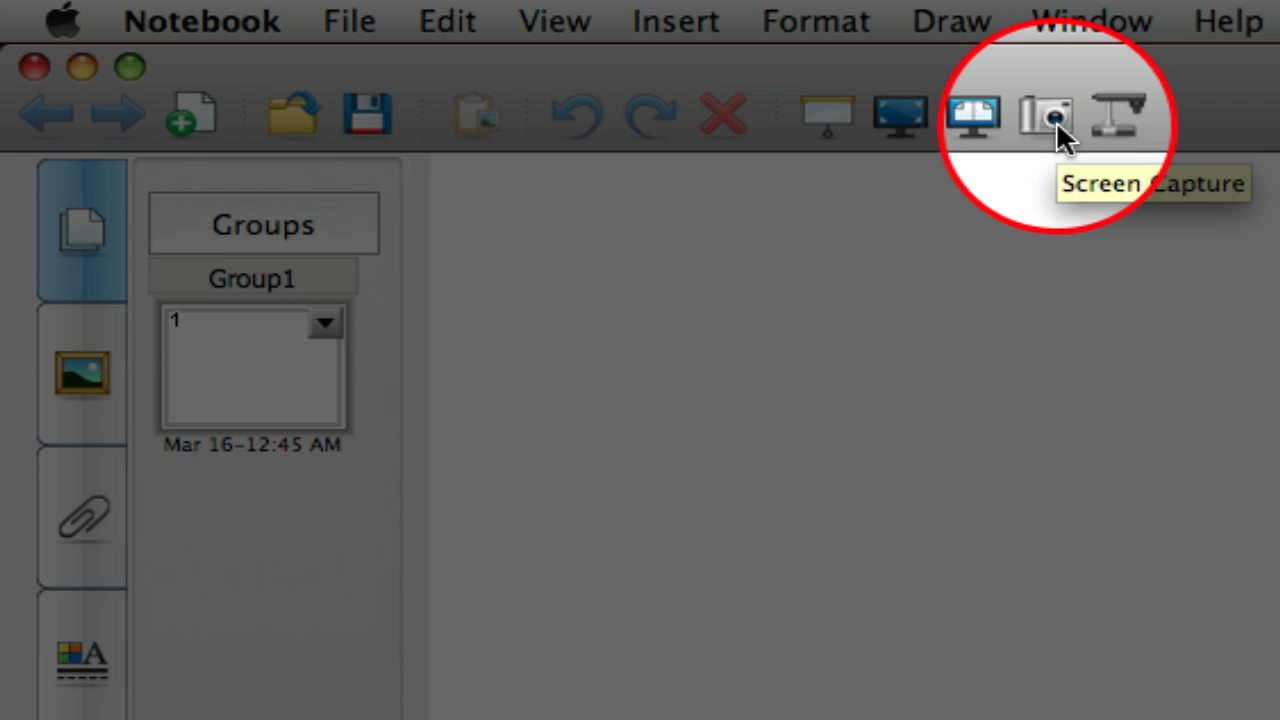 Notebook File Edit View Insert Format Draw Window Help
Screen Capture
Groups
Group1
1
Mar 16-12:45 AM
A